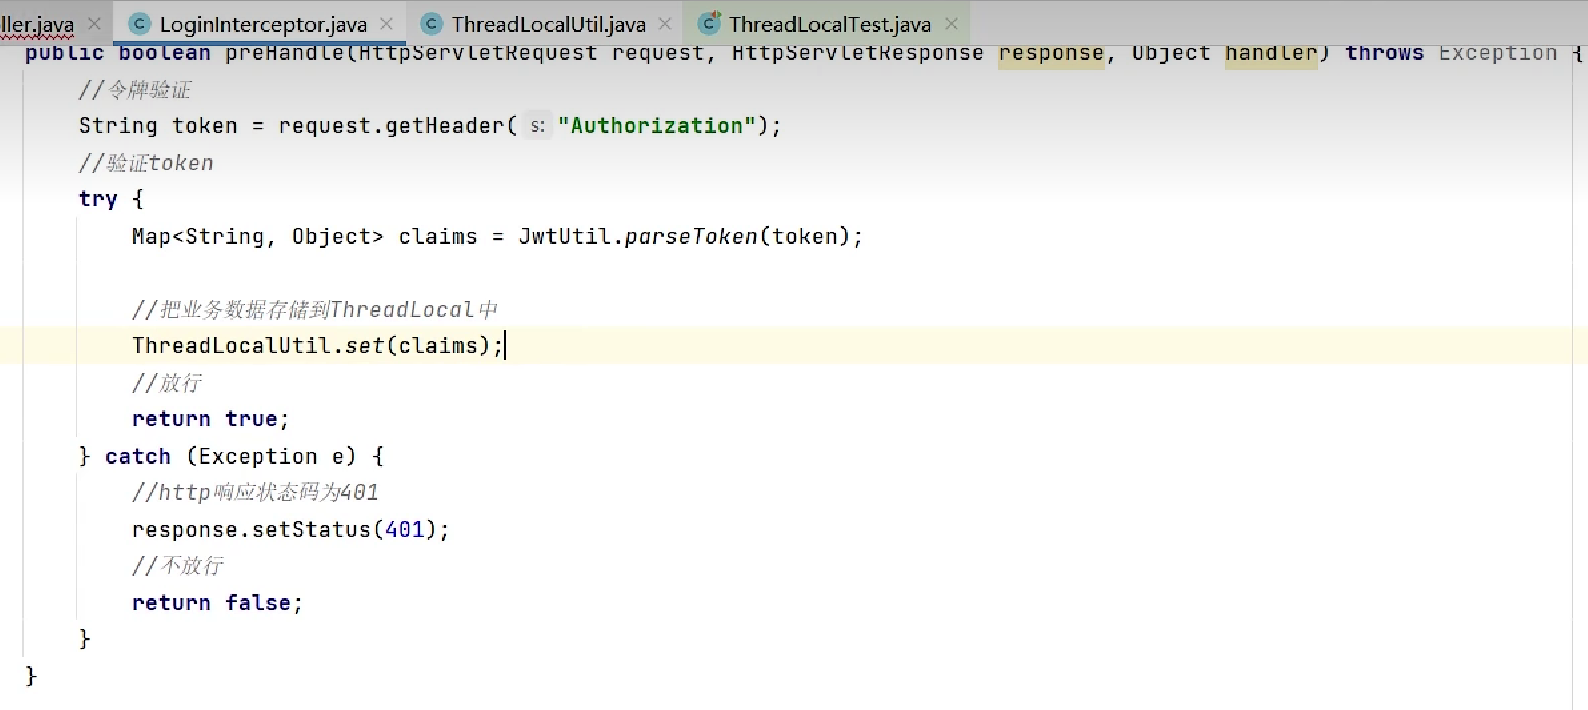 ller.java LoginInterceptor.java ThreadLocalUtil.java ThreadLocalTest.java
public boolean preHandle(HttpServletRequest request, HttpServletResponse response, Object handler) throws Exception {
//令牌验证
String token = request.getHeader( s: "Authorization");
//验证token
try {
Map<String, Object> claims = JwtUtil.parseToken(token);
//把业务数据存储到ThreadLocal中
ThreadLocalUtil.set(claims);
//放行
return true;
} catch (Exception e) {
//http响应状态码为401
response.setStatus(401);
//不放行
return false;
}
}